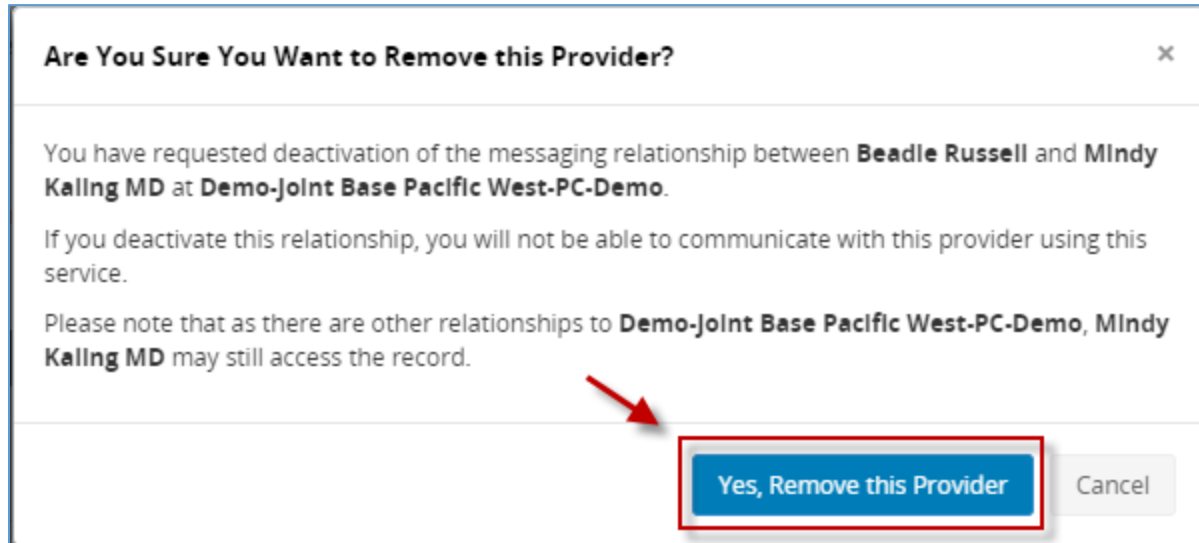 Are You Sure You Want to Remove this Provider?
×
You have requested deactivation of the messaging relationship between Beadle Russell and Mindy
Kaling MD at Demo-Joint Base Pacific West-PC-Demo.
If you deactivate this relationship, you will not be able to communicate with this provider using this
service.
Please note that as there are other relationships to Demo-Joint Base Pacific West-PC-Demo, Mindy
Kaling MD may still access the record.
Yes, Remove this Provider
Cancel